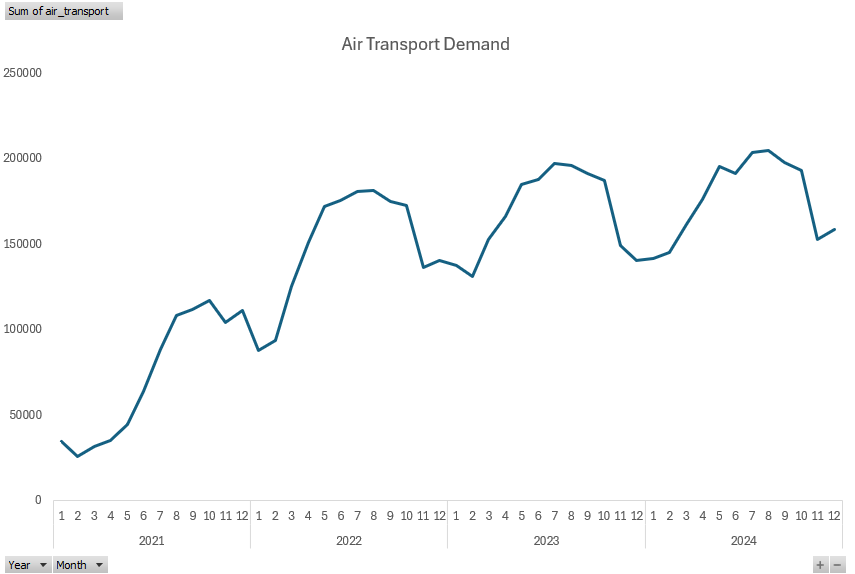 Sum of air_transport
Air Transport Demand
250000
200000
150000
100000
50000
0
1 2 3 4 5 6 7 8 9 10 11 12 1 2 3 4 5 6 7 8 9 10 11 12 1 2 3 4 5 6 7 8 9 10 11 12 1 2 3 4 5 6 7 8 9 10 11 12
2021 2022 2023 2024
Year Month + −